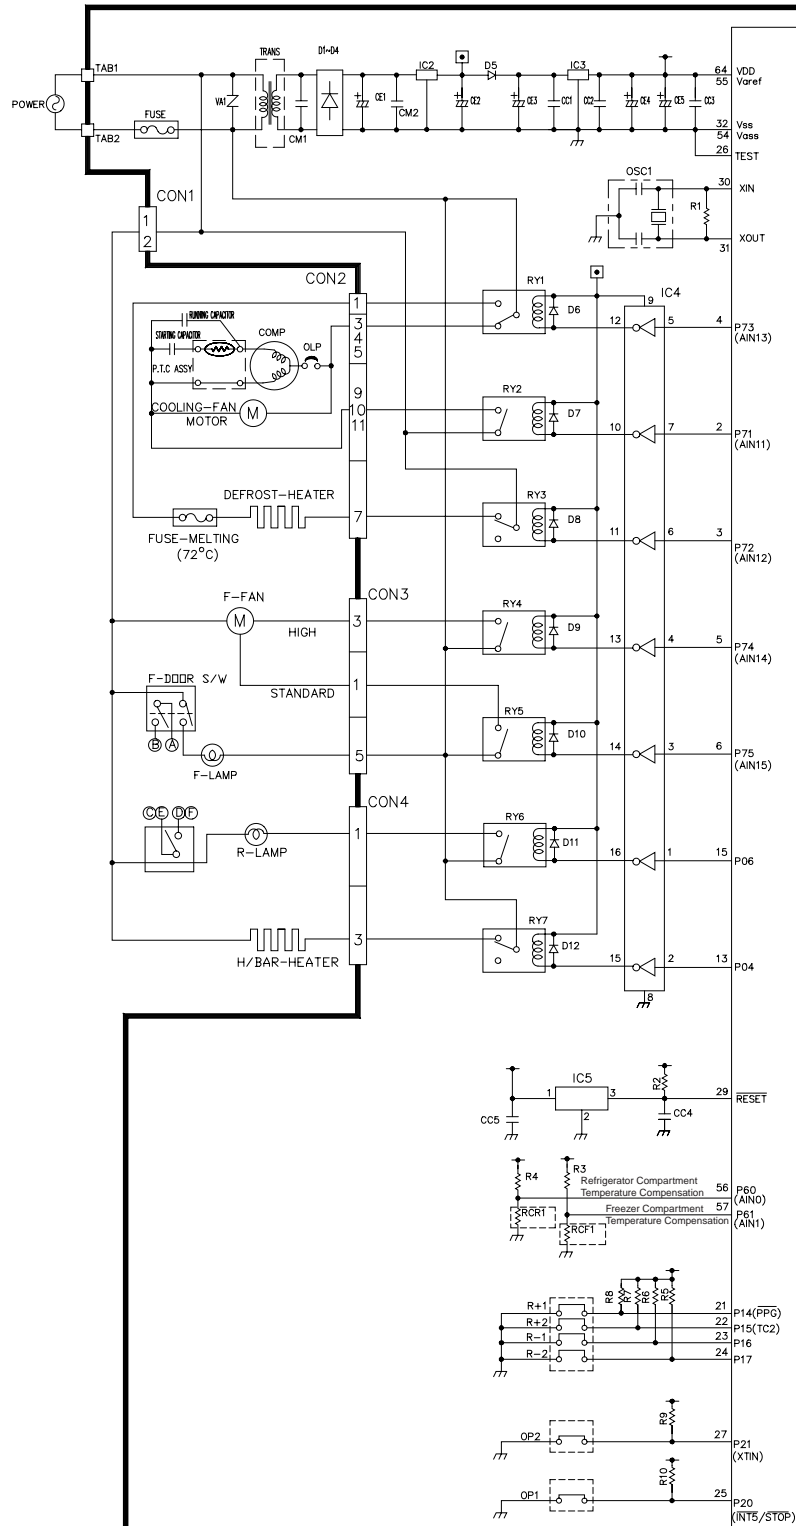 TRANS D1~D4
TAB1 IC2 D5 IC3 64 VDD
55 Varef
POWER VA1 CE1 CM2 CE2 CE3 CC1 CC2 CE4 CE5 CC3
FUSE 32 Vss
TAB2 CM1 54 Vass
26 TEST
OSC1 30 XIN
CON1 R1
1
2 XOUT
31
CON2 RY1 IC4
1 D6 9
RUNNING CAPACITOR 3 12 5 4 P73
STARTING CAPACITOR COMP OLP 4 (AIN13)
P.T.C ASSY 5
9 RY2
COOLING-FAN M 10 D7
MOTOR 11 10 7 2 P71
(AIN11)
DEFROST-HEATER RY3
7 D8
FUSE-MELTING 11 6 3 P72
(72°C) (AIN12)
F-FAN CON3 RY4
M HIGH 3 D9
13 4 5 P74
(AIN14)
F-DOOR S/W STANDARD 1 RY5
D10
B A 5 14 3 6 P75
F-LAMP (AIN15)
CON4
C E D F RY6
1 D11
R-LAMP 16 1 15 P06
RY7
3 D12
H/BAR-HEATER 15 2 13 P04
8
IC5 R2
1 3 29 RESET
CC5 2 CC4
R4 R3
Refrigerator Compartment 56 P60
Temperature Compensation (AIN0)
RCR1 Freezer Compartment 57 P61
RCF1 Temperature Compensation (AIN1)
R8 R7 R6 R5
R+1 21 P14(PPG)
R+2 22 P15(TC2)
R-1 23 P16
R-2 24 P17
R9
OP2 27 P21
(XTIN)
R10
OP1 25 P20
(INT5/STOP)